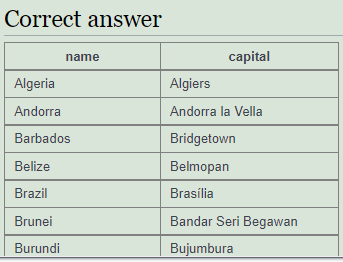 Correct answer
name capital
Algeria Algiers
Andorra Andorra la Vella
Barbados Bridgetown
Belize Belmopan
Brazil Brasília
Brunei Bandar Seri Begawan
Burundi Bujumbura